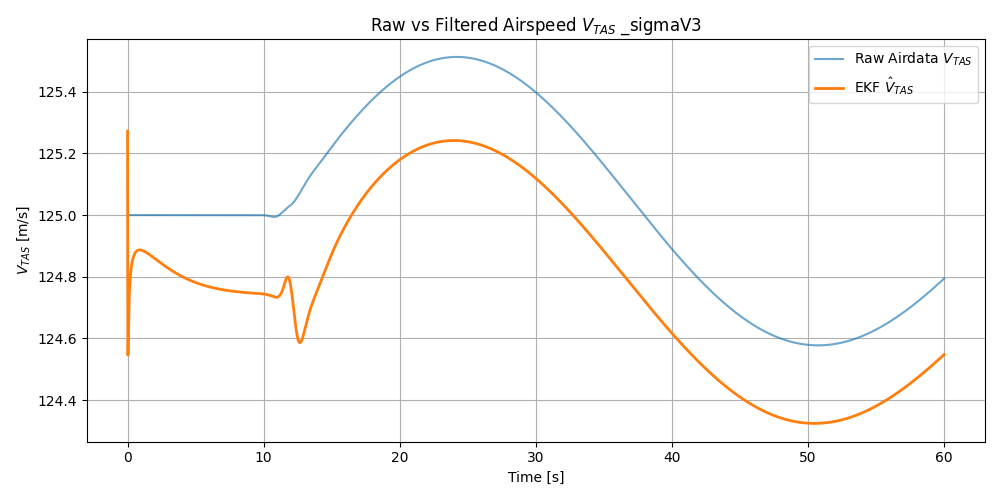 Raw vs Filtered Airspeed V_TAS _sigmaV3
Raw Airdata V_TAS
EKF V̂_TAS
125.4
125.2
125.0
124.8
124.6
124.4
V_TAS [m/s]
0 10 20 30 40 50 60
Time [s]